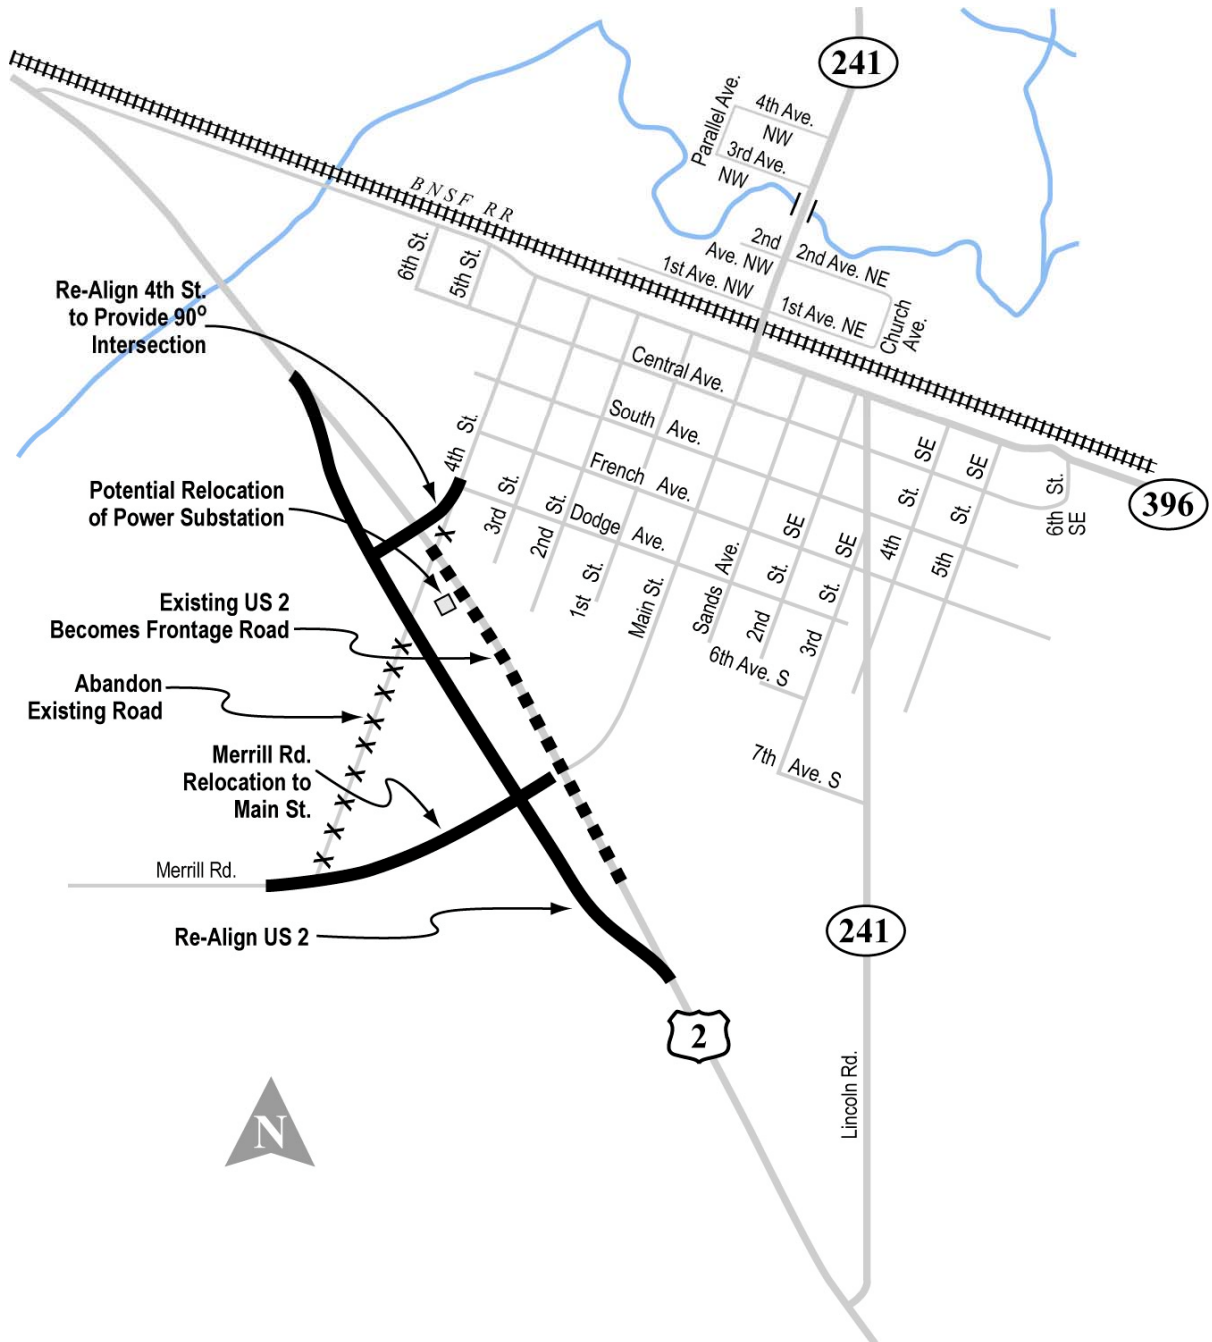 241
Parallel Ave.
4th Ave.
NW
3rd Ave.
NW
BNSF RR
2nd
Ave. NW
2nd Ave. NE
1st Ave. NW
1st Ave. NE
Church
Ave.
6th St.
5th St.
Re-Align 4th St.
to Provide 90°
Intersection
Central Ave.
South Ave.
French Ave.
Dodge Ave.
4th St.
3rd St.
2nd St.
1st St.
Main St.
Sands Ave.
2nd St. SE
3rd St. SE
4th St. SE
5th St. SE
6th St.
SE
396
Potential Relocation
of Power Substation
Existing US 2
Becomes Frontage Road
6th Ave. S
Abandon
Existing Road
7th Ave. S
Merrill Rd.
Relocation to
Main St.
Merrill Rd.
Re-Align US 2
241
2
Lincoln Rd.
N